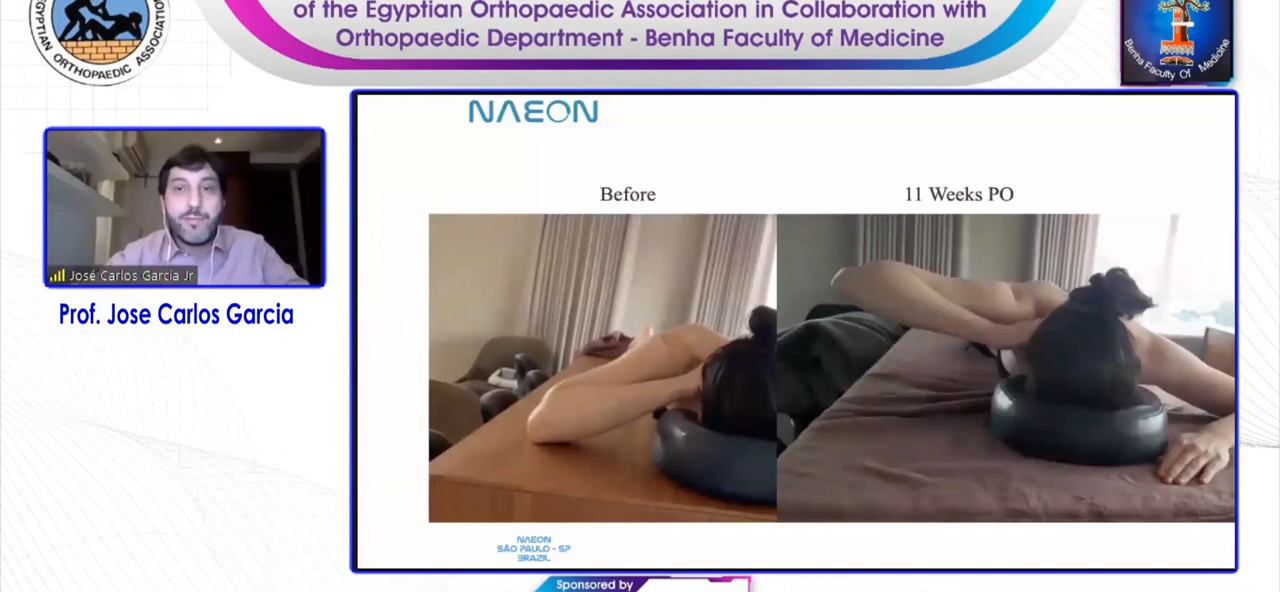 of the Egyptian Orthopaedic Association in Collaboration with
Orthopaedic Department - Benha Faculty of Medicine
EGYPTIAN ORTHOPAEDIC ASSOCIATION
Benha Faculty Of Medicine
NAEON
Before
11 Weeks PO
José Carlos Garcia Jr
Prof. Jose Carlos Garcia
NAEON
SÃO PAULO - SP
BRAZIL
Sponsored by